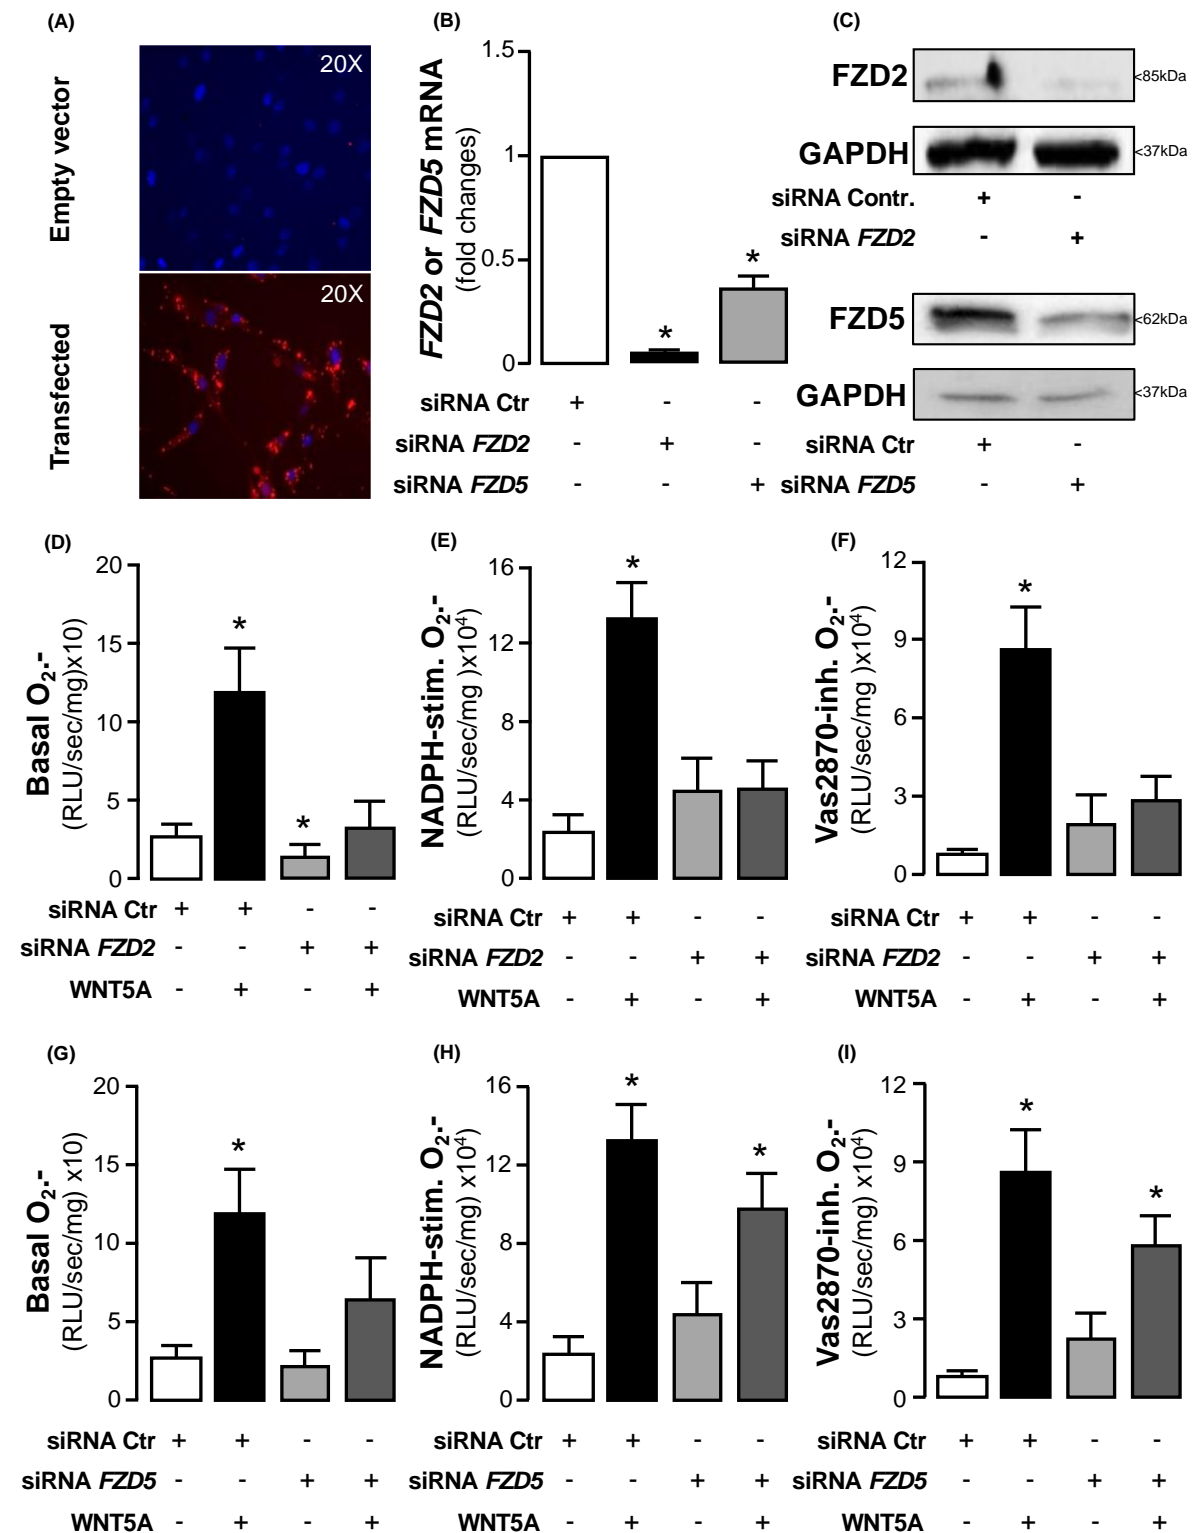 (A)
Empty vector
20X
Transfected
20X
(B)
FZD2 or FZD5 mRNA
(fold changes)
1.5
1
0.5
0
*
*
siRNA Ctr + - -
siRNA FZD2 - + -
siRNA FZD5 - - +
(C)
FZD2 <85kDa
GAPDH <37kDa
siRNA Contr. + -
siRNA FZD2 - +
FZD5 <62kDa
GAPDH <37kDa
siRNA Ctr + -
siRNA FZD5 - +
(D)
Basal O₂.-
(RLU/sec/mg)x10)
20
15
10
5
0
*
*
siRNA Ctr + + - -
siRNA FZD2 - - + +
WNT5A - + - +
(E)
NADPH-stim. O₂.-
(RLU/sec/mg )x10⁴)
16
12
8
4
0
*
siRNA Ctr + + - -
siRNA FZD2 - - + +
WNT5A - + - +
(F)
Vas2870-inh. O₂.-
(RLU/sec/mg )x10⁴)
12
9
6
3
0
*
siRNA Ctr + + - -
siRNA FZD2 - - + +
WNT5A - + - +
(G)
Basal O₂.-
(RLU/sec/mg) x10)
20
15
10
5
0
*
siRNA Ctr + + - -
siRNA FZD5 - - + +
WNT5A - + - +
(H)
NADPH-stim. O₂.-
(RLU/sec/mg) x10⁴)
16
12
8
4
0
*
*
siRNA Ctr + + - -
siRNA FZD5 - - + +
WNT5A - + - +
(I)
Vas2870-inh. O₂.-
(RLU/sec/mg) x10⁴)
12
9
6
3
0
*
*
siRNA Ctr + + - -
siRNA FZD5 - - + +
WNT5A - + - +